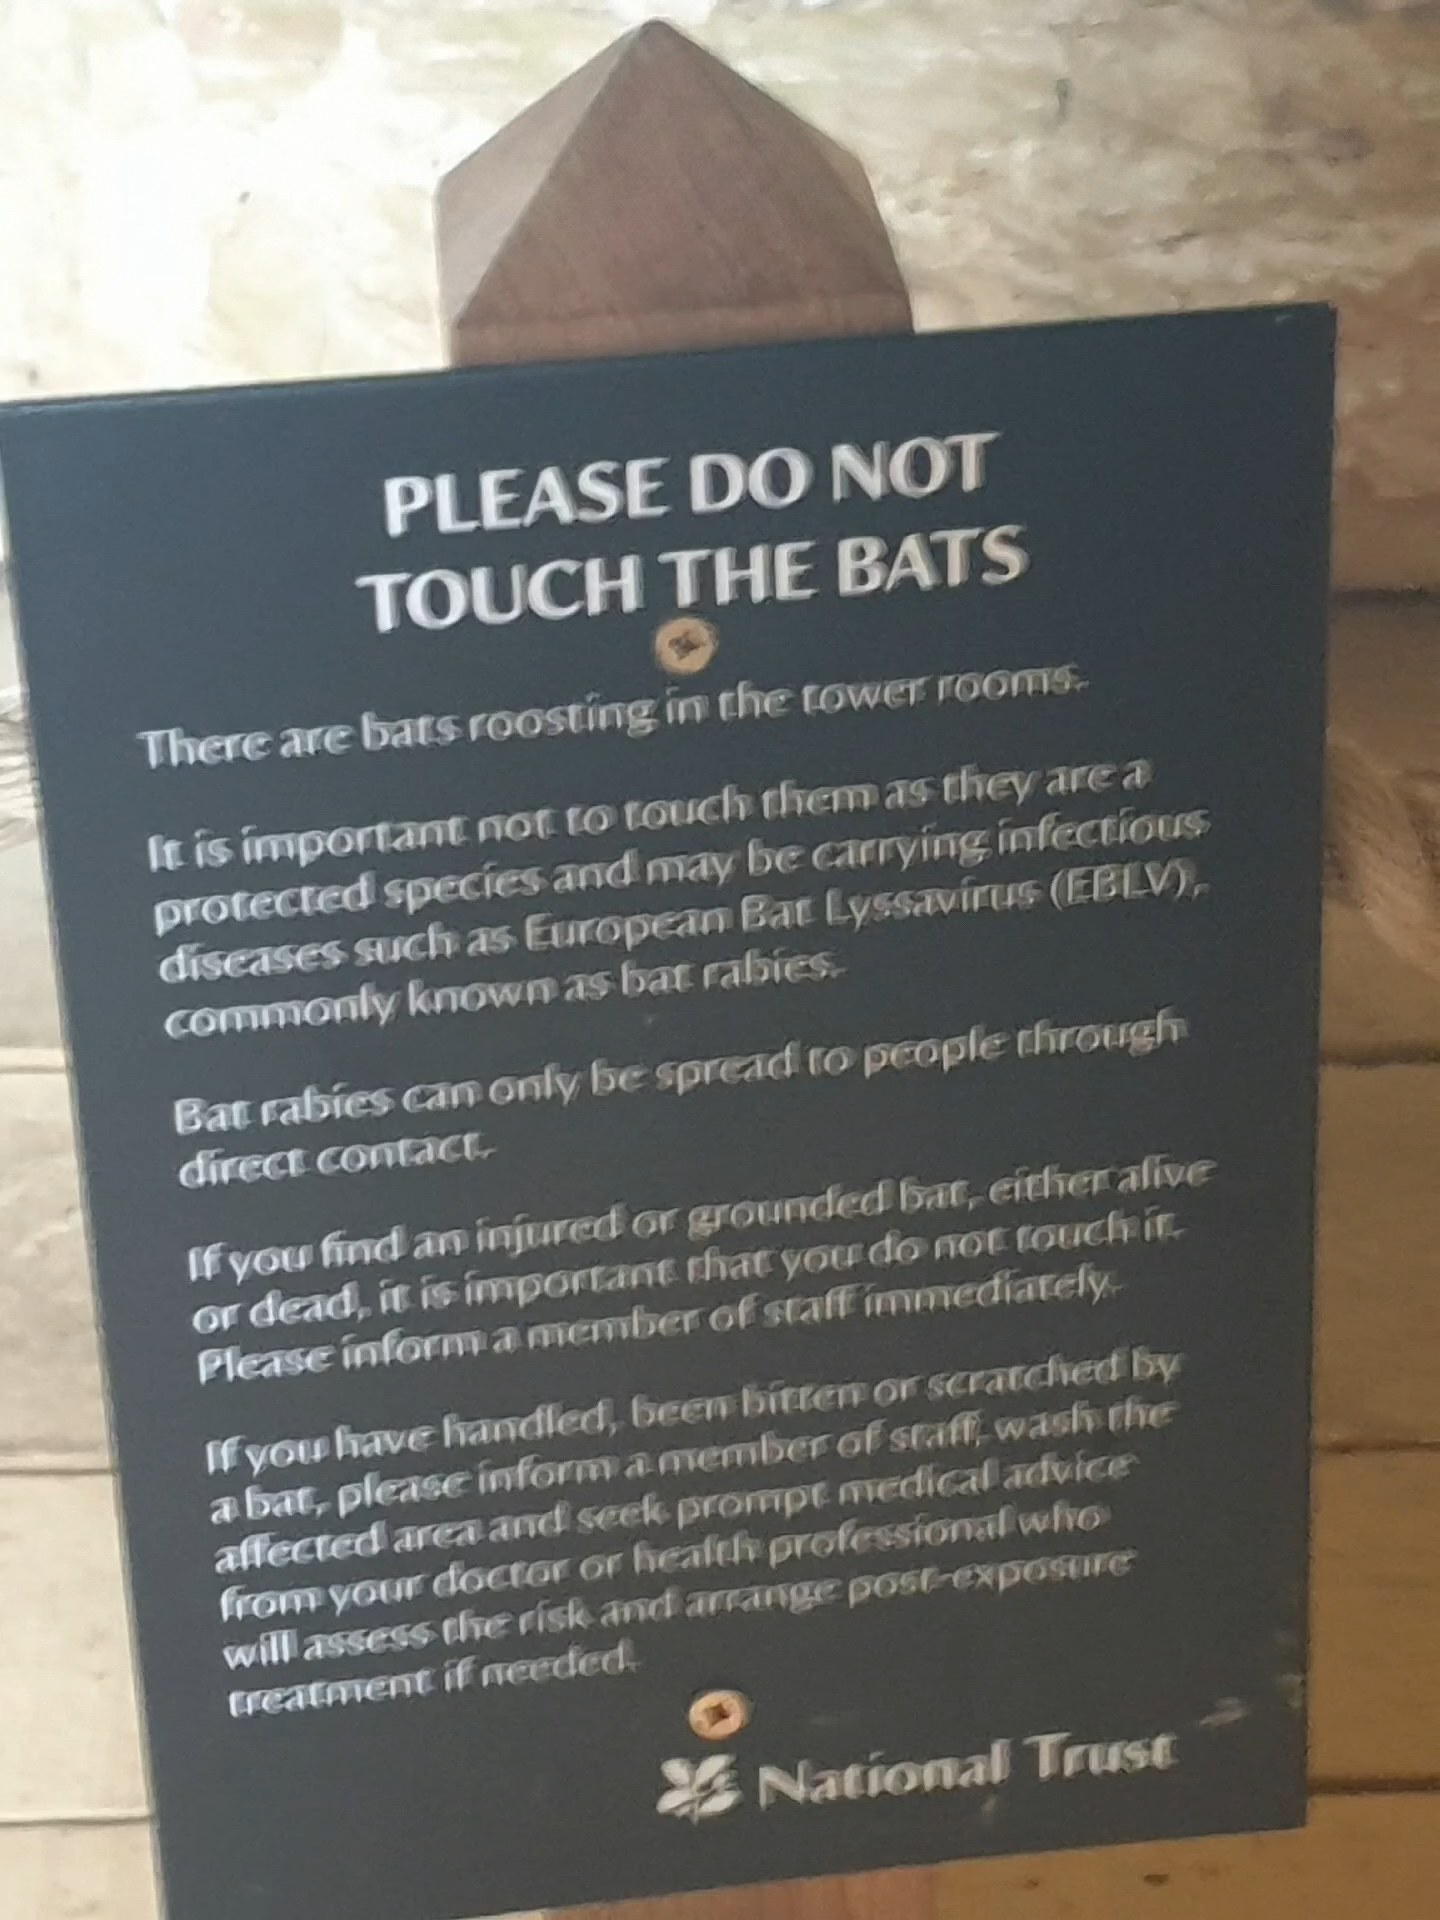 PLEASE DO NOT
TOUCH THE BATS
There are bats roosting in the tower rooms.
It is important not to touch them as they are a
protected species and may be carrying infectious
diseases such as European Bat Lyssavirus (EBLV),
commonly known as bat rabies.
Bat rabies can only be spread to people through
direct contact.
If you find an injured or grounded bat, either alive
or dead, it is important that you do not touch it.
Please inform a member of staff immediately.
If you have handled, been bitten or scratched by
a bat, please inform a member of staff, wash the
affected area and seek prompt medical advice
from your doctor or health professional who
will assess the risk and arrange post-exposure
treatment if needed.
National Trust